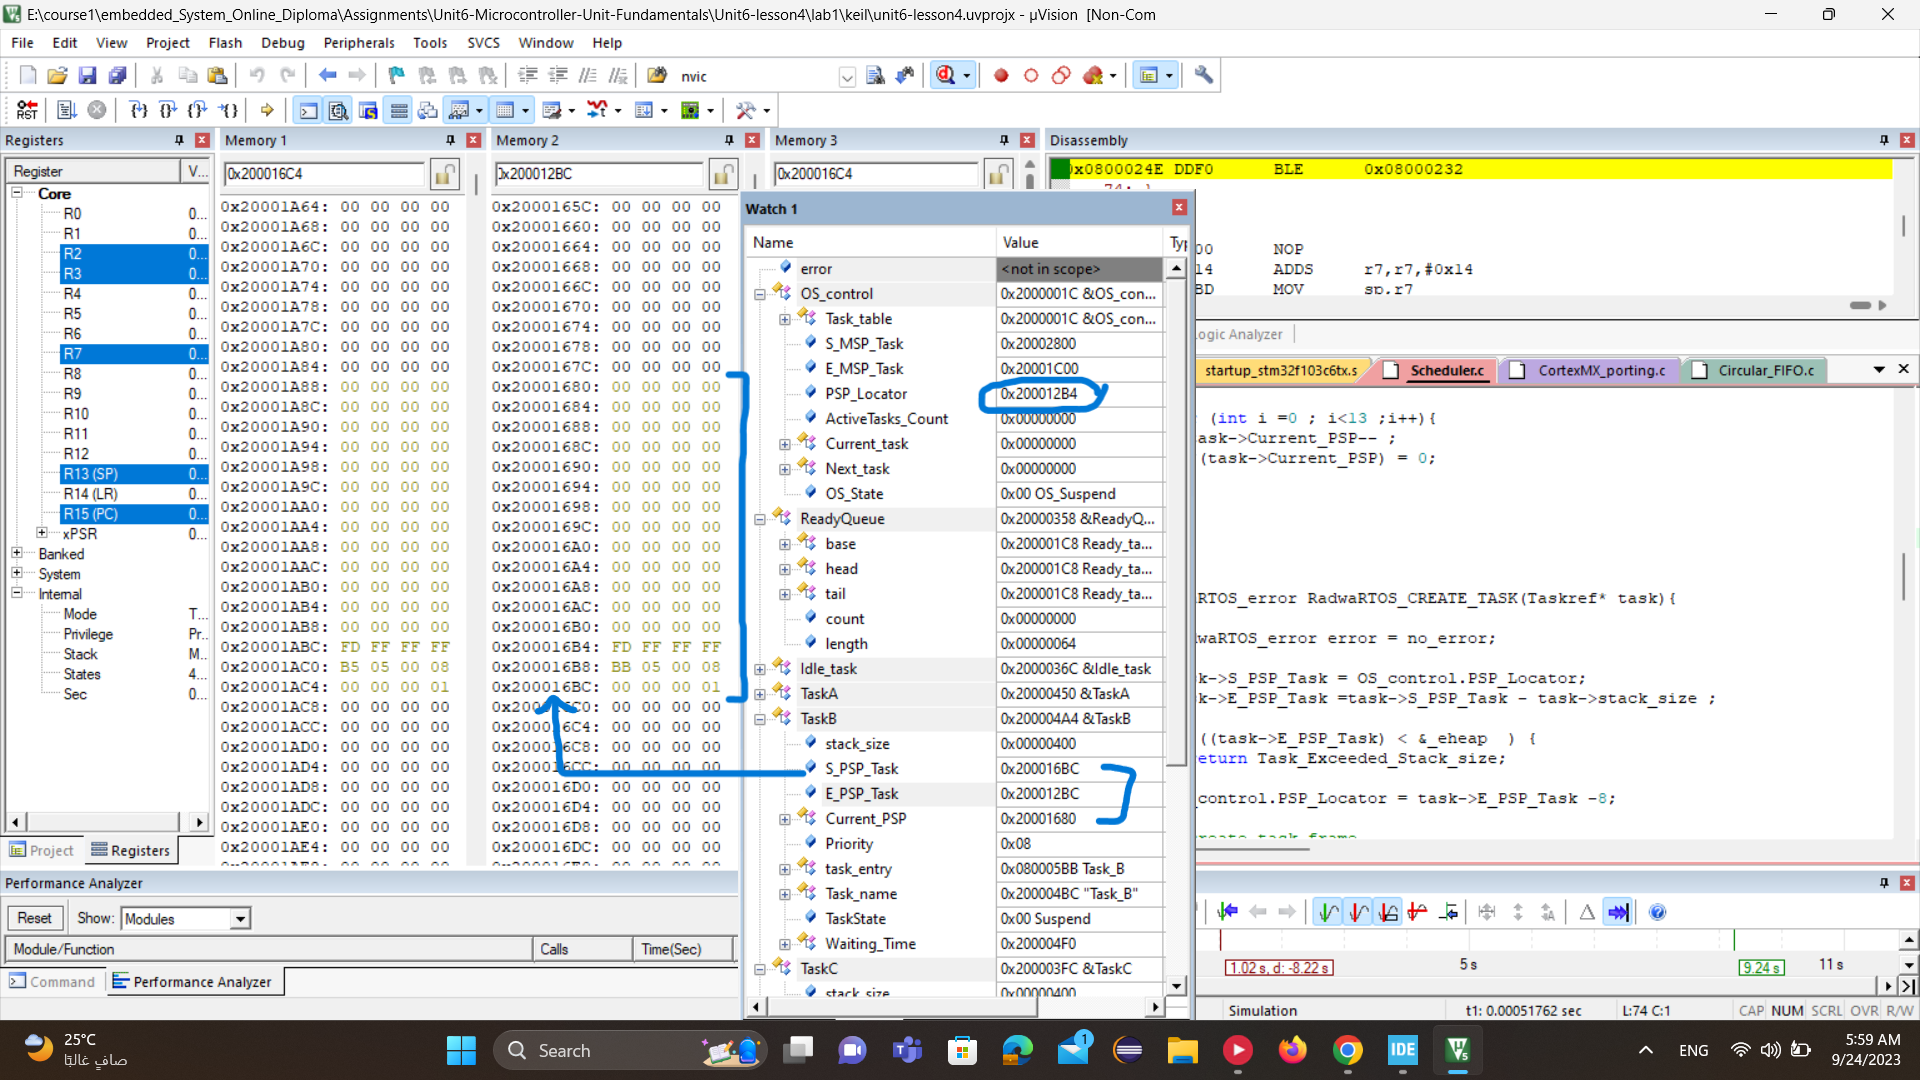 E:\course1\embedded_System_Online_Diploma\Assignments\Unit6-Microcontroller-Unit-Fundamentals\Unit6-lesson4\lab1\keil\unit6-lesson4.uvprojx - µVision  [Non-Com
File Edit View Project Flash Debug Peripherals Tools SVCS Window Help
nvic
RST
Registers
Register V...
Core
R0 0...
R1 0...
R2 0...
R3 0...
R4 0...
R5 0...
R6 0...
R7 0...
R8 0...
R9 0...
R10 0...
R11 0...
R12 0...
R13 (SP) 0...
R14 (LR) 0...
R15 (PC) 0...
xPSR 0...
Banked
System
Internal
Mode T...
Privilege Pr..
Stack M..
States 4...
Sec 0...
Project Registers
Memory 1
0x200016C4
0x20001A64: 00 00 00 00
0x20001A68: 00 00 00 00
0x20001A6C: 00 00 00 00
0x20001A70: 00 00 00 00
0x20001A74: 00 00 00 00
0x20001A78: 00 00 00 00
0x20001A7C: 00 00 00 00
0x20001A80: 00 00 00 00
0x20001A84: 00 00 00 00
0x20001A88: 00 00 00 00
0x20001A8C: 00 00 00 00
0x20001A90: 00 00 00 00
0x20001A94: 00 00 00 00
0x20001A98: 00 00 00 00
0x20001A9C: 00 00 00 00
0x20001AA0: 00 00 00 00
0x20001AA4: 00 00 00 00
0x20001AA8: 00 00 00 00
0x20001AAC: 00 00 00 00
0x20001AB0: 00 00 00 00
0x20001AB4: 00 00 00 00
0x20001AB8: 00 00 00 00
0x20001ABC: FD FF FF FF
0x20001AC0: B5 05 00 08
0x20001AC4: 00 00 00 01
0x20001AC8: 00 00 00 00
0x20001ACC: 00 00 00 00
0x20001AD0: 00 00 00 00
0x20001AD4: 00 00 00 00
0x20001AD8: 00 00 00 00
0x20001ADC: 00 00 00 00
0x20001AE0: 00 00 00 00
0x20001AE4: 00 00 00 00
Memory 2
0x200012BC
0x2000165C: 00 00 00 00
0x20001660: 00 00 00 00
0x20001664: 00 00 00 00
0x20001668: 00 00 00 00
0x2000166C: 00 00 00 00
0x20001670: 00 00 00 00
0x20001674: 00 00 00 00
0x20001678: 00 00 00 00
0x2000167C: 00 00 00 00
0x20001680: 00 00 00 00
0x20001684: 00 00 00 00
0x20001688: 00 00 00 00
0x2000168C: 00 00 00 00
0x20001690: 00 00 00 00
0x20001694: 00 00 00 00
0x20001698: 00 00 00 00
0x2000169C: 00 00 00 00
0x200016A0: 00 00 00 00
0x200016A4: 00 00 00 00
0x200016A8: 00 00 00 00
0x200016AC: 00 00 00 00
0x200016B0: 00 00 00 00
0x200016B4: FD FF FF FF
0x200016B8: BB 05 00 08
0x200016BC: 00 00 00 01
0x200016C0: 00 00 00 00
0x200016C4: 00 00 00 00
0x200016C8: 00 00 00 00
0x200016CC: 00 00 00 00
0x200016D0: 00 00 00 00
0x200016D4: 00 00 00 00
0x200016D8: 00 00 00 00
0x200016DC: 00 00 00 00
Memory 3
0x200016C4
Watch 1
Name Value Typ
error <not in scope>
OS_control 0x2000001C &OS_con...
Task_table 0x2000001C &OS_con...
S_MSP_Task 0x20002800
E_MSP_Task 0x20001C00
PSP_Locator 0x200012B4
ActiveTasks_Count 0x00000000
Current_task 0x00000000
Next_task 0x00000000
OS_State 0x00 OS_Suspend
ReadyQueue 0x20000358 &ReadyQ...
base 0x200001C8 Ready_ta...
head 0x200001C8 Ready_ta...
tail 0x200001C8 Ready_ta...
count 0x00000000
length 0x00000064
Idle_task 0x2000036C &Idle_task
TaskA 0x20000450 &TaskA
TaskB 0x200004A4 &TaskB
stack_size 0x00000400
S_PSP_Task 0x200016BC
E_PSP_Task 0x200012BC
Current_PSP 0x20001680
Priority 0x08
task_entry 0x080005BB Task_B
Task_name 0x200004BC "Task_B"
TaskState 0x00 Suspend
Waiting_Time 0x200004F0
TaskC 0x200003FC &TaskC
stack_size 0x00000400
Disassembly
0x0800024E DDF0 BLE 0x08000232
74: }
00 NOP
14 ADDS r7,r7,#0x14
BD MOV sp,r7
ogic Analyzer
startup_stm32f103c6tx.s Scheduler.c CortexMX_porting.c Circular_FIFO.c
(int i =0 ; i<13 ;i++){
ask->Current_PSP-- ;
(task->Current_PSP) = 0;
RTOS_error RadwaRTOS_CREATE_TASK(Taskref* task){
waRTOS_error error = no_error;
k->S_PSP_Task = OS_control.PSP_Locator;
k->E_PSP_Task =task->S_PSP_Task - task->stack_size ;
((task->E_PSP_Task) < &_eheap  ) {
eturn Task_Exceeded_Stack_size;
control.PSP_Locator = task->E_PSP_Task -8;
create task frame
Performance Analyzer
Reset Show: Modules
Module/Function Calls Time(Sec)
Command Performance Analyzer
1.02 s, d: -8.22 s 5 s 9.24 s 11 s
Simulation t1: 0.00051762 sec L:74 C:1 CAP NUM SCRL OVR R/W
25°C
صافٍ غالبًا
Search
1
IDE
ENG
5:59 AM
9/24/2023